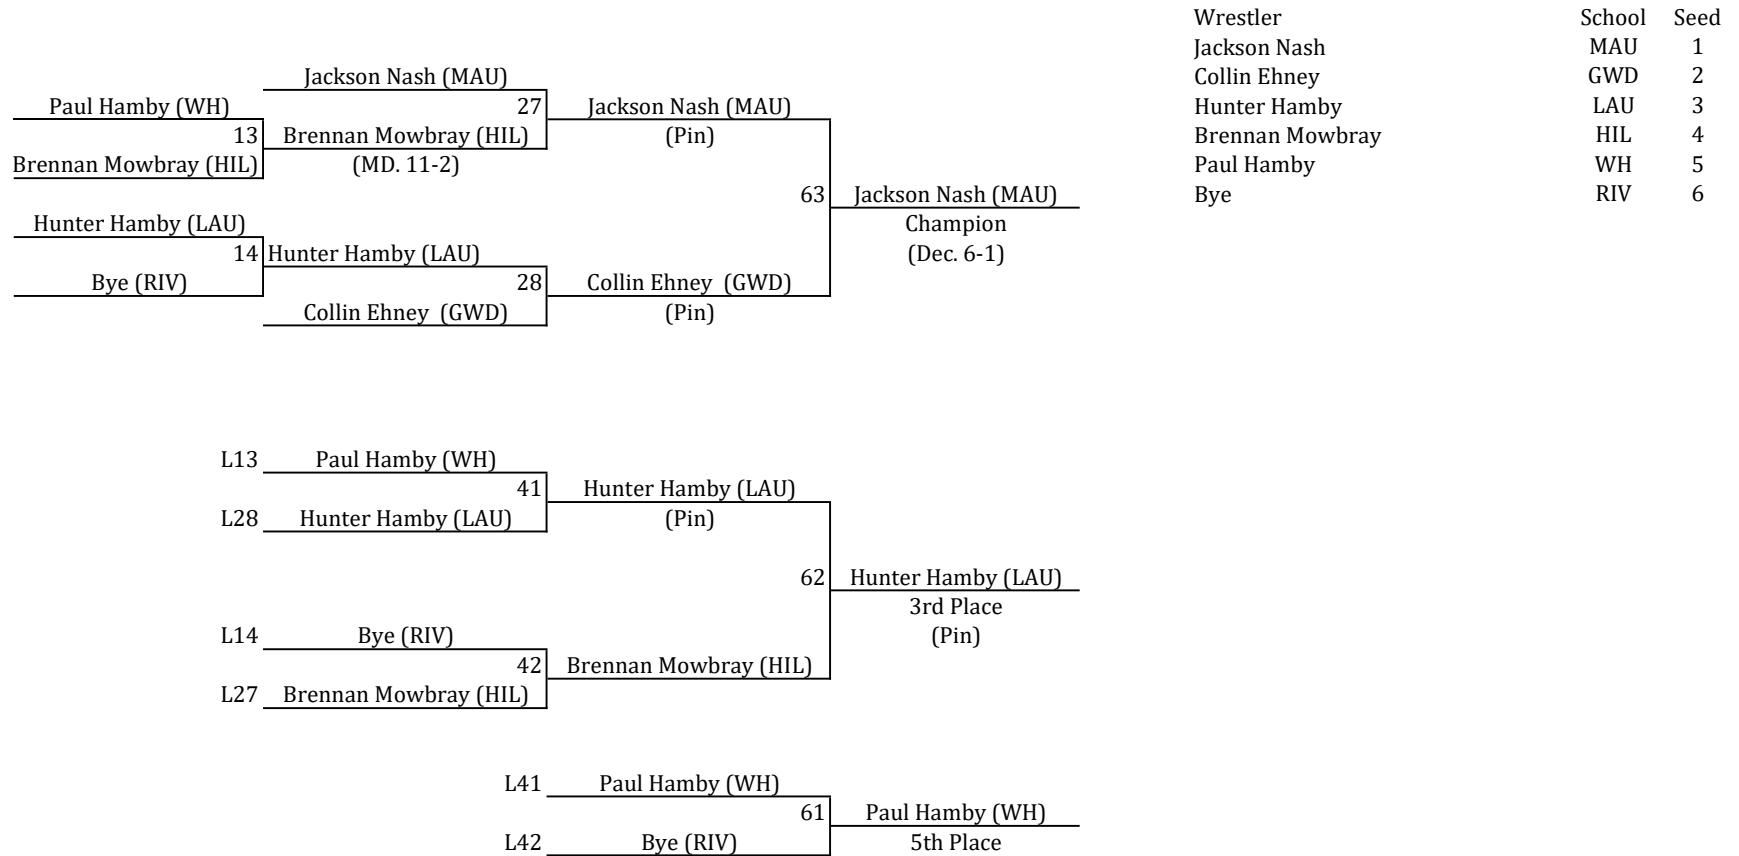 Wrestler School Seed
Jackson Nash MAU 1
Collin Ehney GWD 2
Hunter Hamby LAU 3
Brennan Mowbray HIL 4
Paul Hamby WH 5
Bye RIV 6
Jackson Nash (MAU)
Paul Hamby (WH) 27 Jackson Nash (MAU)
13 Brennan Mowbray (HIL) (Pin)
Brennan Mowbray (HIL) (MD. 11-2)
63 Jackson Nash (MAU)
Hunter Hamby (LAU) Champion
14 Hunter Hamby (LAU) (Dec. 6-1)
Bye (RIV) 28 Collin Ehney (GWD)
Collin Ehney (GWD) (Pin)
L13 Paul Hamby (WH)
41 Hunter Hamby (LAU)
L28 Hunter Hamby (LAU) (Pin)
62 Hunter Hamby (LAU)
3rd Place
L14 Bye (RIV) (Pin)
42 Brennan Mowbray (HIL)
L27 Brennan Mowbray (HIL)
L41 Paul Hamby (WH)
61 Paul Hamby (WH)
L42 Bye (RIV) 5th Place